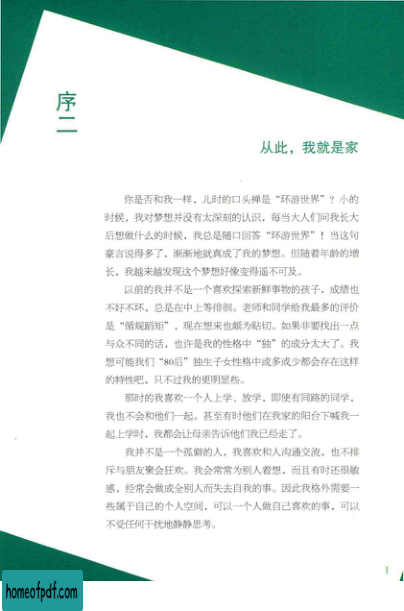 序二
从此，我就是家
你是否和我一样，儿时的口头禅是“环游世界”？小的
时候，我对梦想并没有太深刻的认识，每当大人们问我长大
后想做什么的时候，我总是随口回答“环游世界”！当这句
豪言说得多了，渐渐地就真成了我的梦想。但随着年龄的增
长，我越来越发现这个梦想好像变得遥不可及。
以前的我并不是一个喜欢探索新鲜事物的孩子，成绩也
不好不坏，总是在中上等徘徊。老师和同学给我最多的评价
是“循规蹈矩”，现在想来也颇为贴切。如果非要找出一点
与众不同的话，也许是我的性格中“独”的成分太大了。我
想可能我们“80后”独生子女性格中或多或少都会存在这样
的特性吧，只不过我的更明显些。
那时的我喜欢一个人上学、放学，即使有同路的同学，
我也不会和他们一起。甚至有时他们在我家的阳台下喊我一
起上学时，我都会让母亲告诉他们我已经走了。
我并不是一个孤僻的人，我喜欢和人沟通交流，也不排
斥与朋友聚会狂欢。我会常常为别人着想，而且有时还很敏
感，经常会做成全别人而失去自我的事。因此我格外需要一
些属于自己的个人空间，可以一个人做自己喜欢的事，可以
不受任何干扰地静静思考。
I
homeofpdf.com